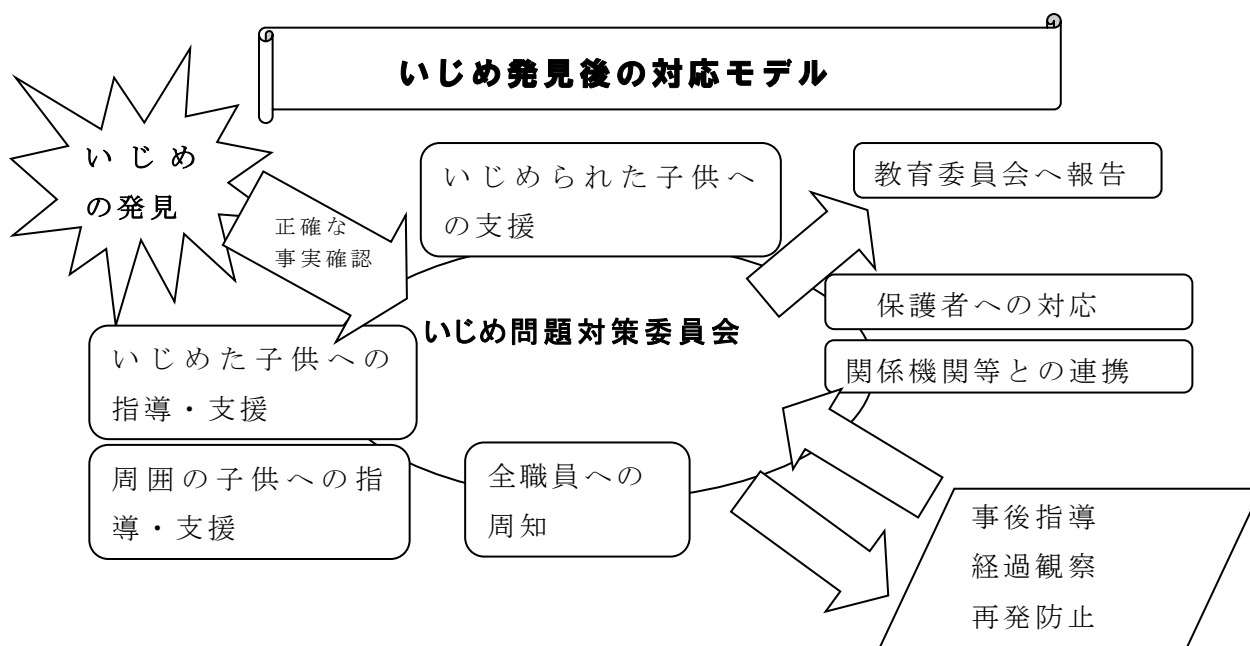 いじめ発見後の対応モデル
いじめ
の発見
正確な
事実確認
いじめられた子供へ
の支援
教育委員会へ報告
保護者への対応
関係機関等との連携
いじめ問題対策委員会
いじめた子供への
指導・支援
周囲の子供への指
導・支援
全職員への
周知
事後指導
経過観察
再発防止